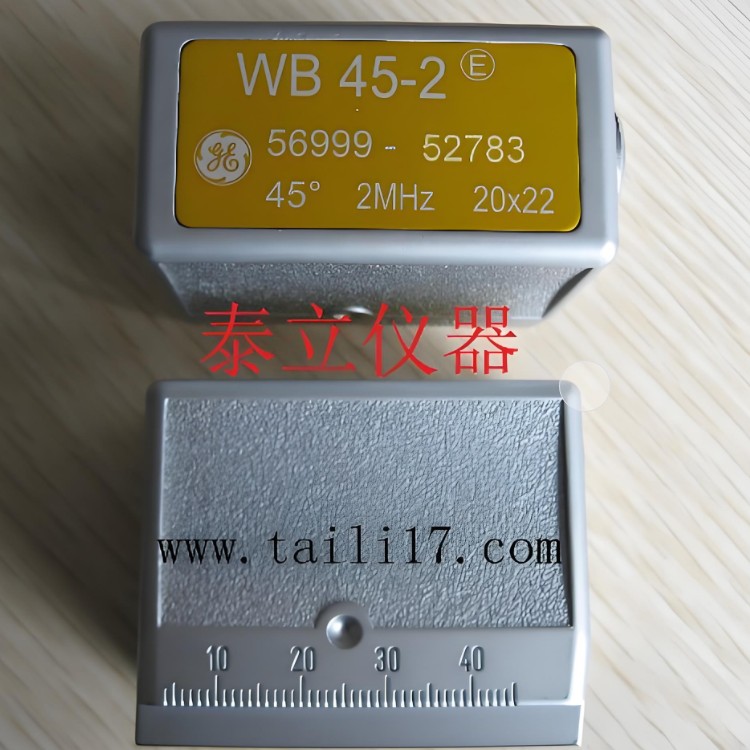 WB 45-2 Ⓔ
GE 56999 - 52783
45° 2MHz 20x22
泰立仪器
www.taili17.com
10 20 30 40